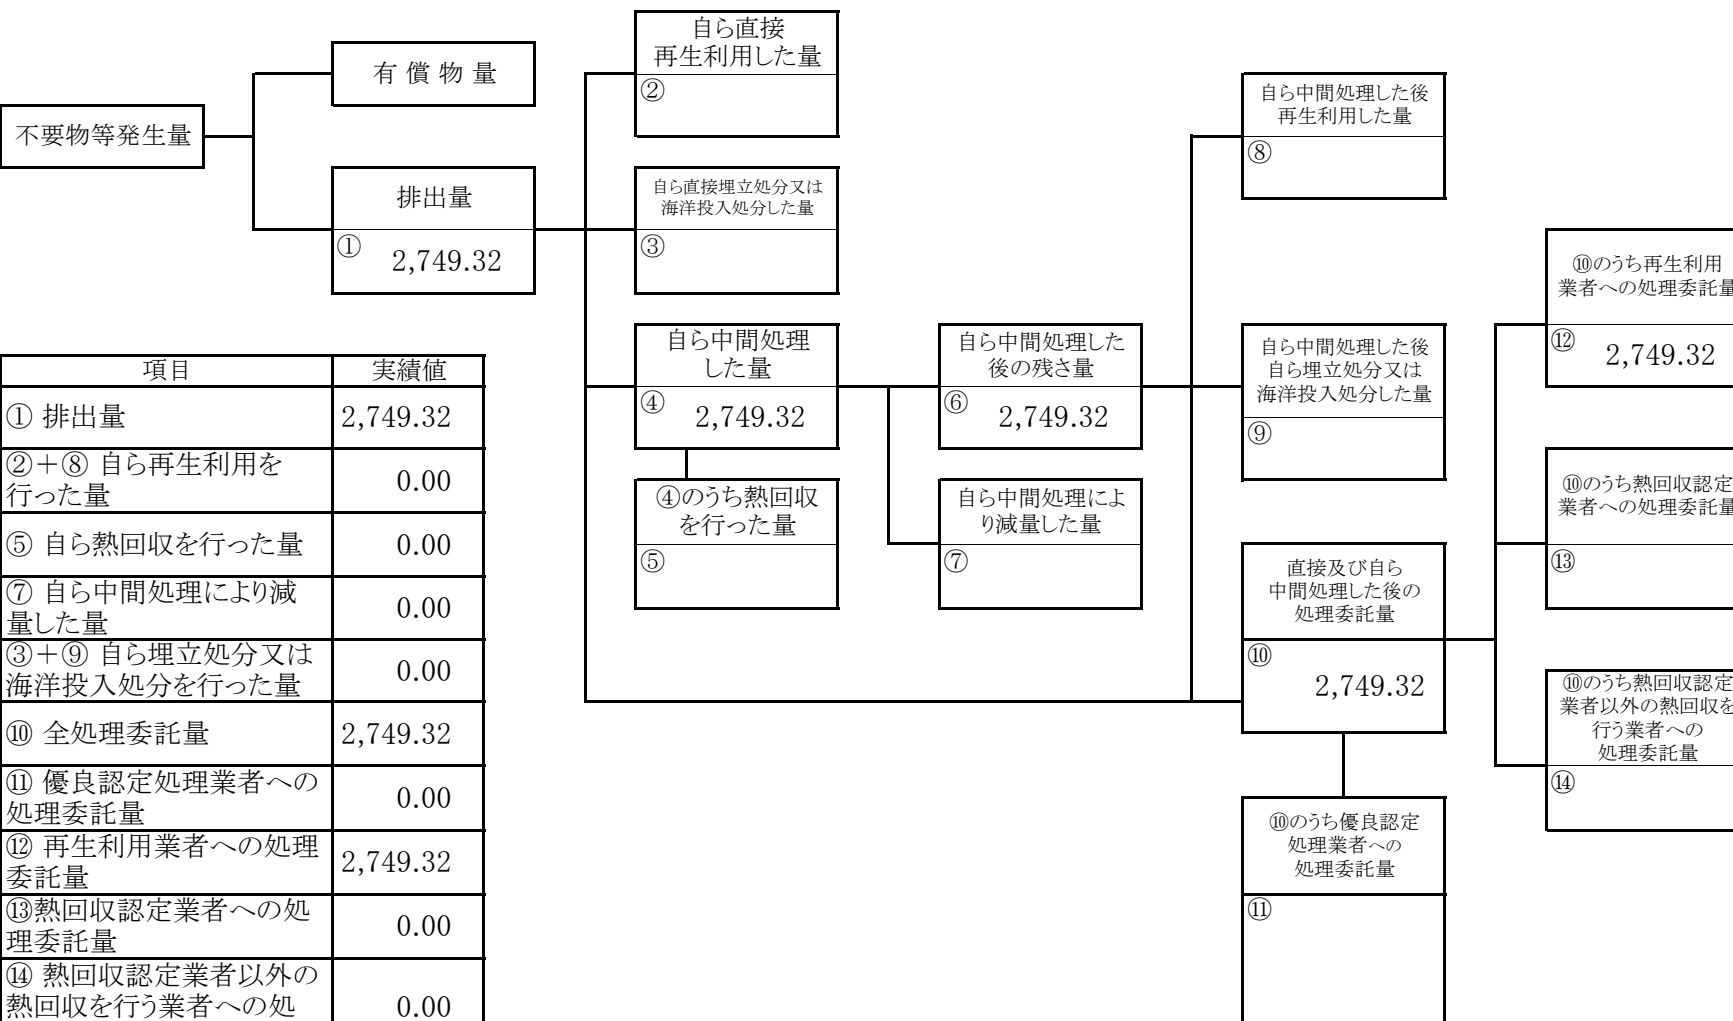 不要物等発生量
有償物量
排出量
①
2,749.32
自ら直接
再生利用した量
②
自ら直接埋立処分又は
海洋投入処分した量
③
自ら中間処理
した量
④
2,749.32
④のうち熱回収
を行った量
⑤
自ら中間処理した
後の残さ量
⑥
2,749.32
自ら中間処理によ
り減量した量
⑦
自ら中間処理した後
再生利用した量
⑧
自ら中間処理した後
自ら埋立処分又は
海洋投入処分した量
⑨
直接及び自ら
中間処理した後の
処理委託量
⑩
2,749.32
⑩のうち優良認定
処理業者への
処理委託量
⑪
⑩のうち再生利用
業者への処理委託量
⑫
2,749.32
⑩のうち熱回収認定
業者への処理委託量
⑬
⑩のうち熱回収認定
業者以外の熱回収を
行う業者への
処理委託量
⑭
項目 実績値
① 排出量 2,749.32
②＋⑧ 自ら再生利用を
行った量 0.00
⑤ 自ら熱回収を行った量 0.00
⑦ 自ら中間処理により減
量した量 0.00
③＋⑨ 自ら埋立処分又は
海洋投入処分を行った量 0.00
⑩ 全処理委託量 2,749.32
⑪ 優良認定処理業者への
処理委託量 0.00
⑫ 再生利用業者への処理
委託量 2,749.32
⑬熱回収認定業者への処
理委託量 0.00
⑭ 熱回収認定業者以外の
熱回収を行う業者への処 0.00